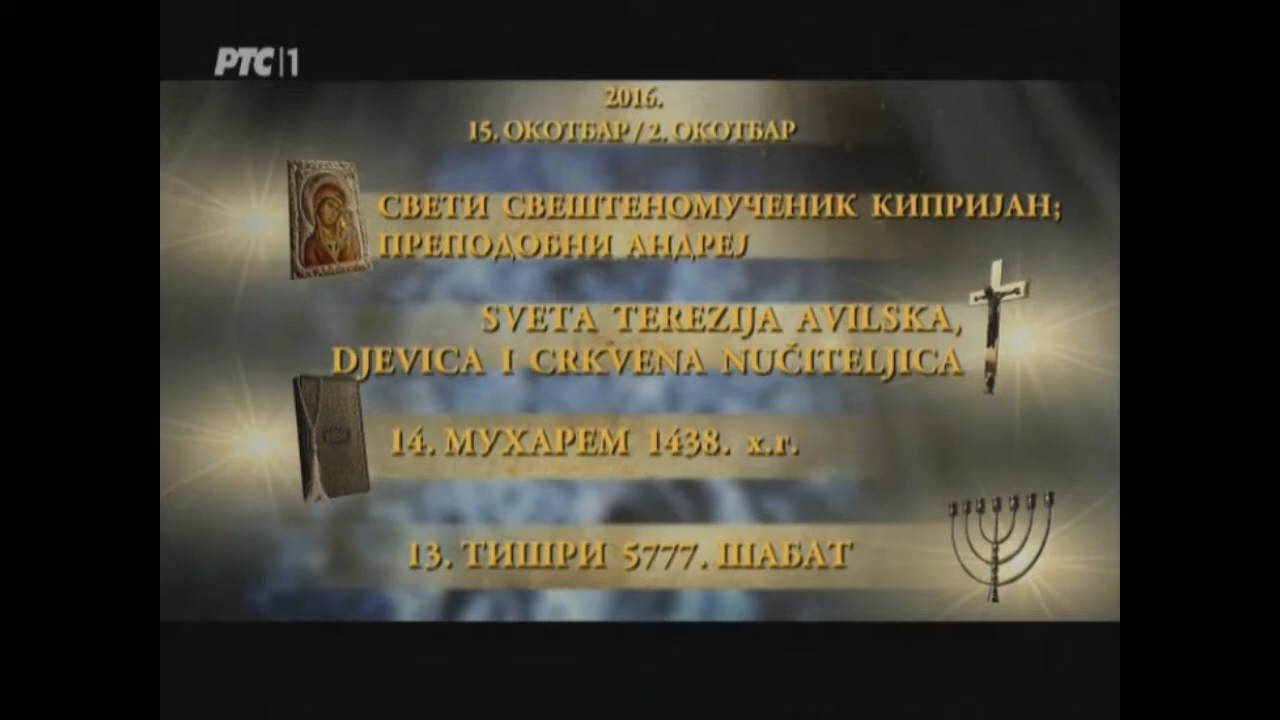 РТС|1
2016.
15. ОКОТБАР / 2. ОКОТБАР
СВЕТИ СВЕШТЕНОМУЧЕНИК КИПРИЈАН;
ПРЕПОДОБНИ АНДРЕЈ
SVETA TEREZIJA AVILSKA,
DJEVICA I CRKVENA NUČITELJICA
14. МУХАРЕМ 1438. х.г.
13. ТИШРИ 5777. ШАБАТ